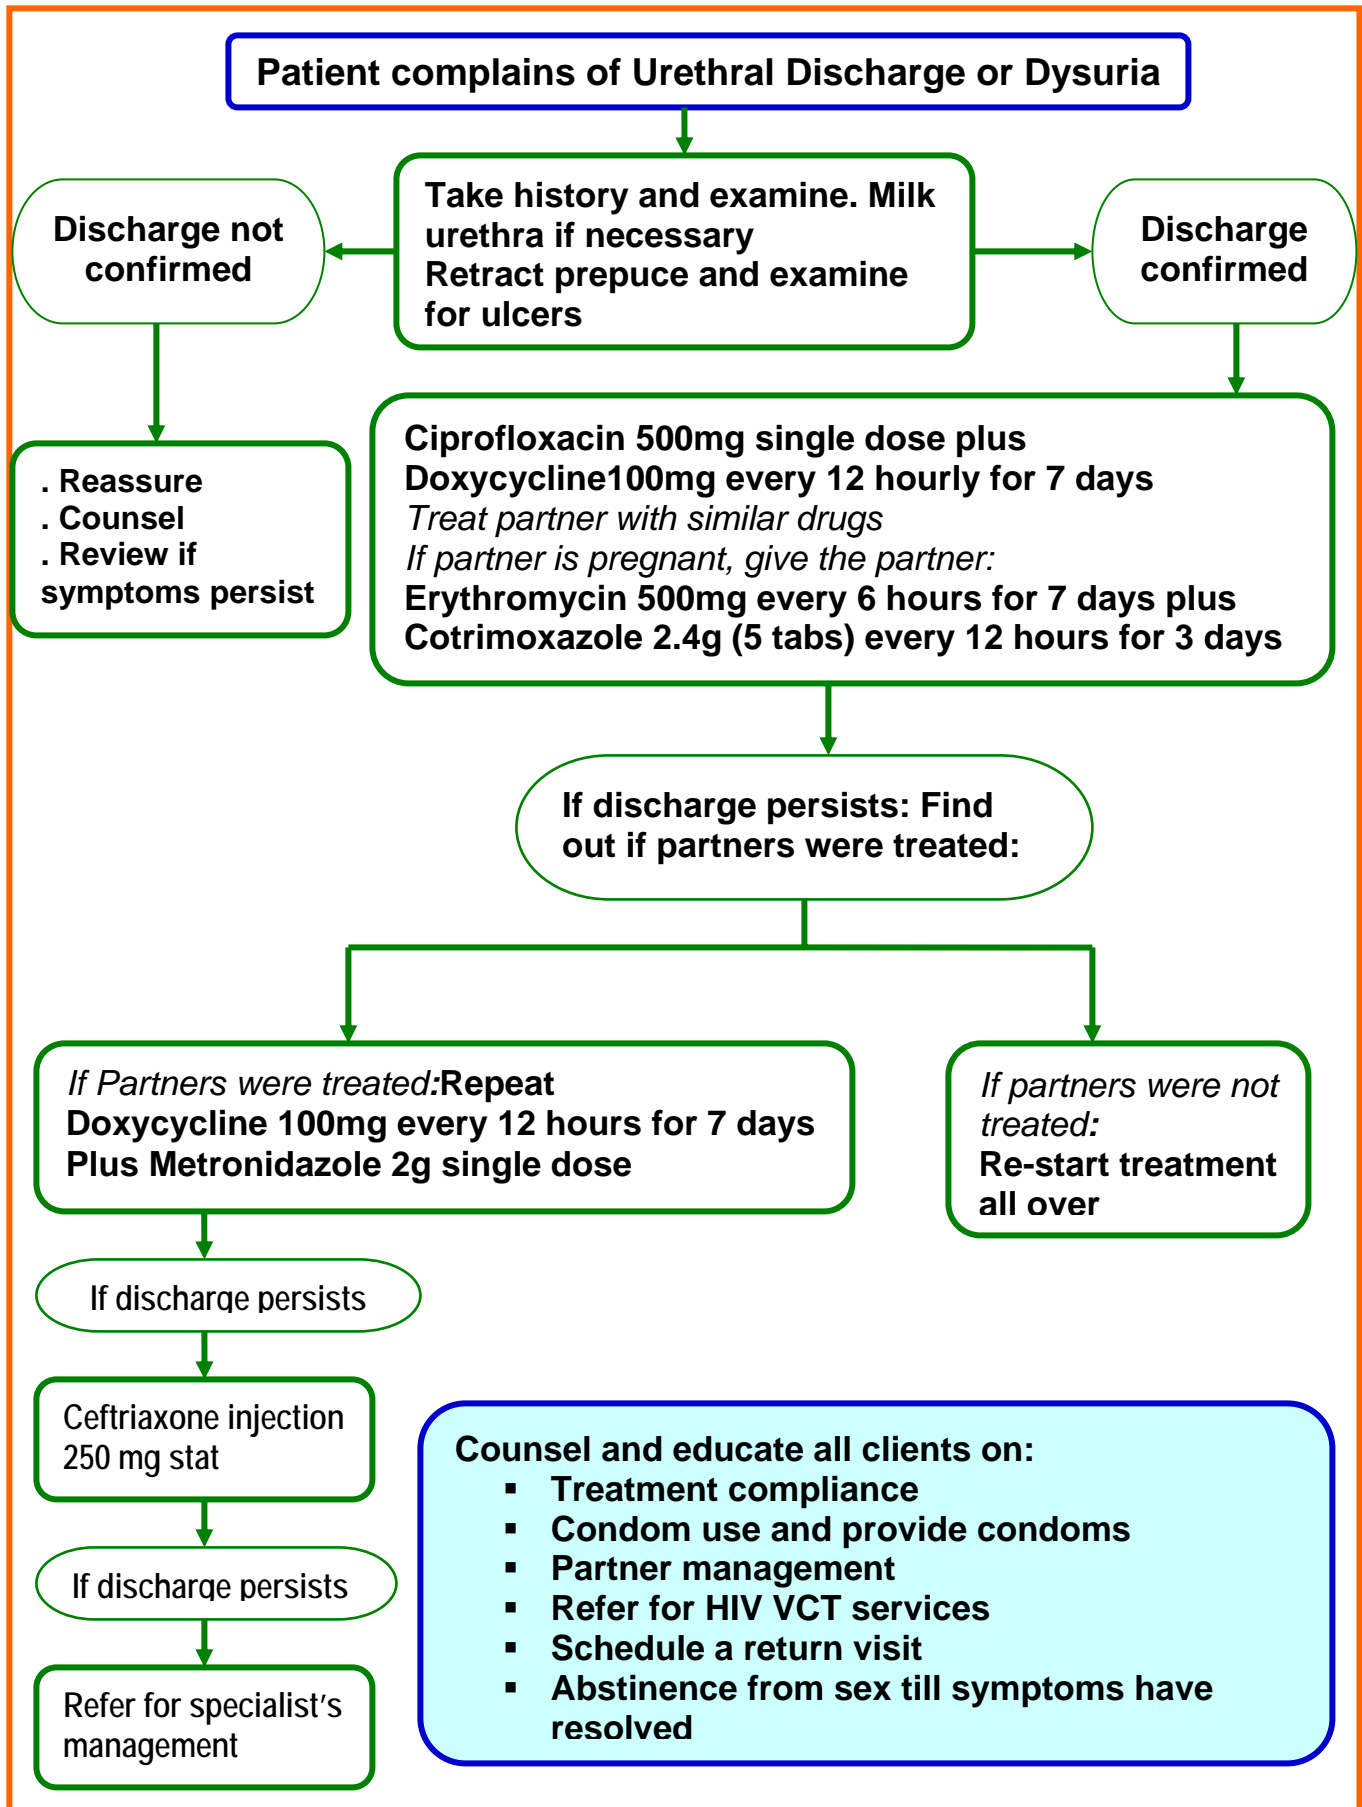 Patient complains of Urethral Discharge or Dysuria
Take history and examine. Milk
urethra if necessary
Retract prepuce and examine
for ulcers
Discharge not
confirmed
Discharge
confirmed
. Reassure
. Counsel
. Review if
symptoms persist
Ciprofloxacin 500mg single dose plus
Doxycycline100mg every 12 hourly for 7 days
Treat partner with similar drugs
If partner is pregnant, give the partner:
Erythromycin 500mg every 6 hours for 7 days plus
Cotrimoxazole 2.4g (5 tabs) every 12 hours for 3 days
If discharge persists: Find
out if partners were treated:
If Partners were treated:Repeat
Doxycycline 100mg every 12 hours for 7 days
Plus Metronidazole 2g single dose
If partners were not
treated:
Re-start treatment
all over
If discharge persists
Ceftriaxone injection
250 mg stat
If discharge persists
Refer for specialist's
management
Counsel and educate all clients on:
▪ Treatment compliance
▪ Condom use and provide condoms
▪ Partner management
▪ Refer for HIV VCT services
▪ Schedule a return visit
▪ Abstinence from sex till symptoms have
resolved